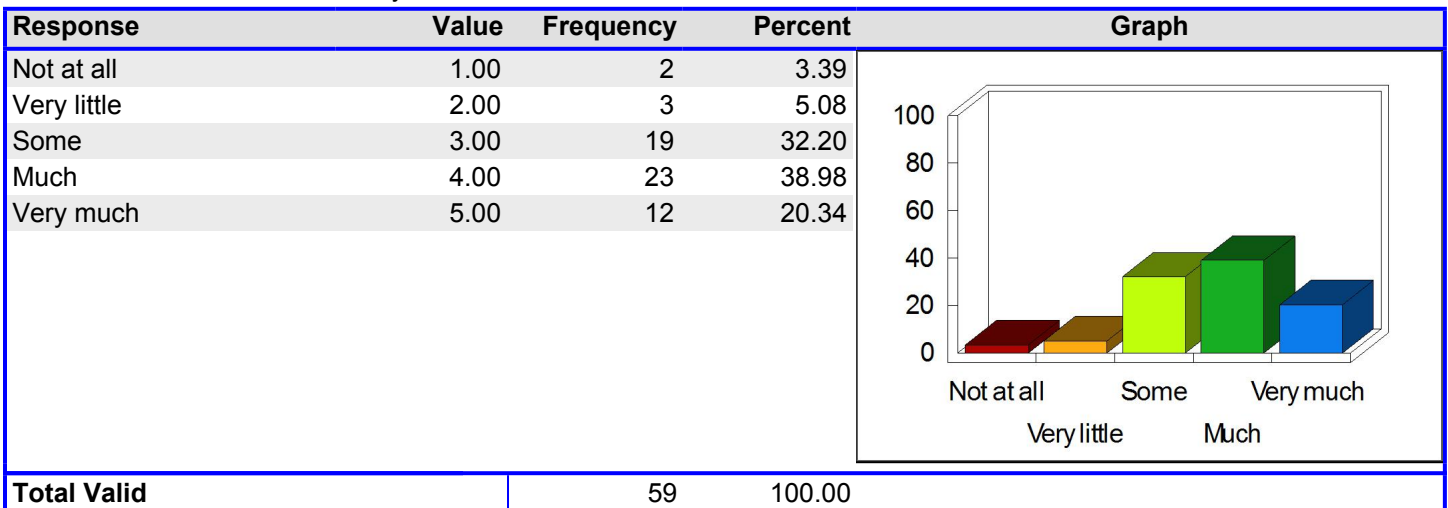 Response Value Frequency Percent Graph
Not at all 1.00 2 3.39
Very little 2.00 3 5.08
Some 3.00 19 32.20
Much 4.00 23 38.98
Very much 5.00 12 20.34
100
80
60
40
20
0
Not at all Some Very much
Very little Much
Total Valid 59 100.00